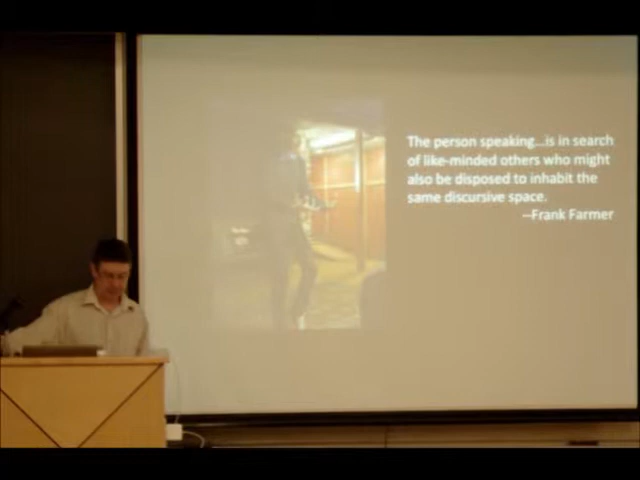 The person speaking...is in search
of like-minded others who might
also be disposed to inhabit the
same discursive space.
--Frank Farmer